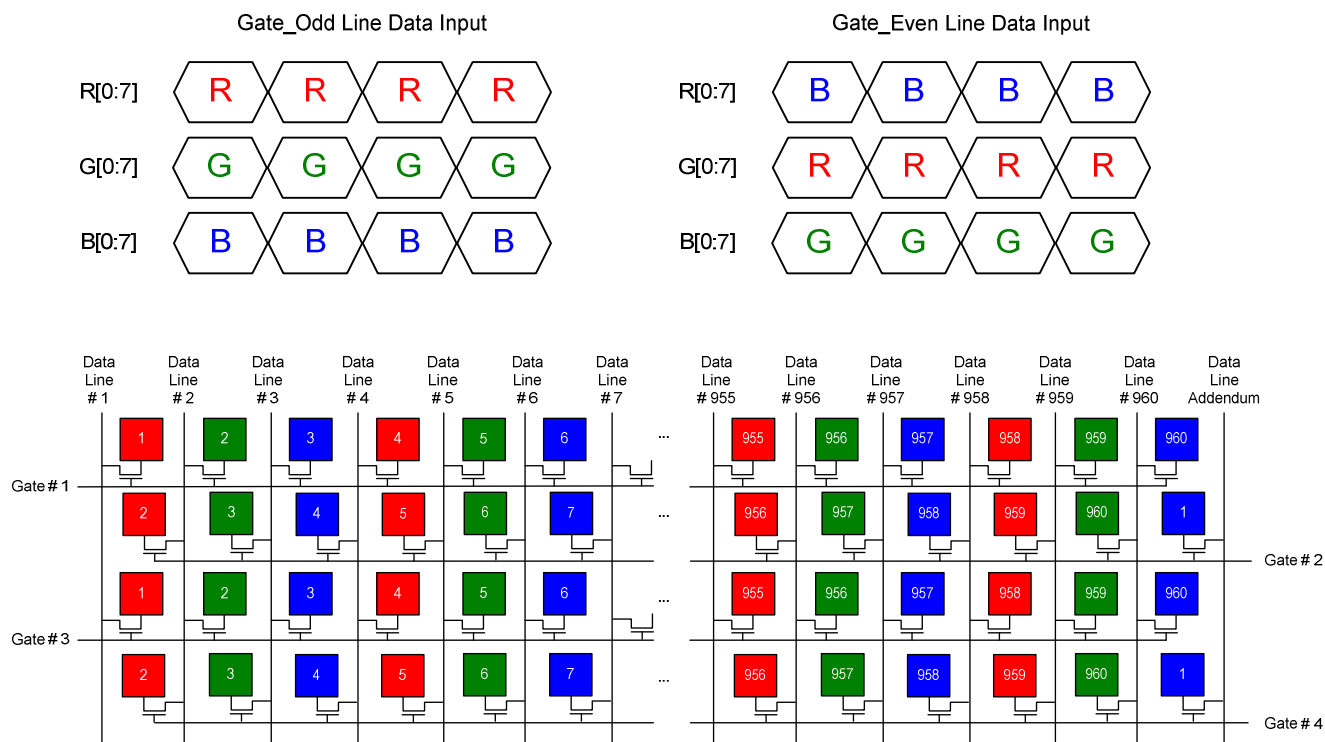 Gate_Odd Line Data Input
Gate_Even Line Data Input
R[0:7] R R R R
R[0:7] B B B B
G[0:7] G G G G
G[0:7] R R R R
B[0:7] B B B B
B[0:7] G G G G
Data Line # 1
Data Line # 2
Data Line # 3
Data Line # 4
Data Line # 5
Data Line # 6
Data Line # 7
Data Line # 955
Data Line # 956
Data Line # 957
Data Line # 958
Data Line # 959
Data Line # 960
Data Line Addendum
1 2 3 4 5 6 ... 955 956 957 958 959 960
Gate # 1
2 3 4 5 6 7 ... 956 957 958 959 960 1
Gate # 2
1 2 3 4 5 6 ... 955 956 957 958 959 960
Gate # 3
2 3 4 5 6 7 ... 956 957 958 959 960 1
Gate # 4